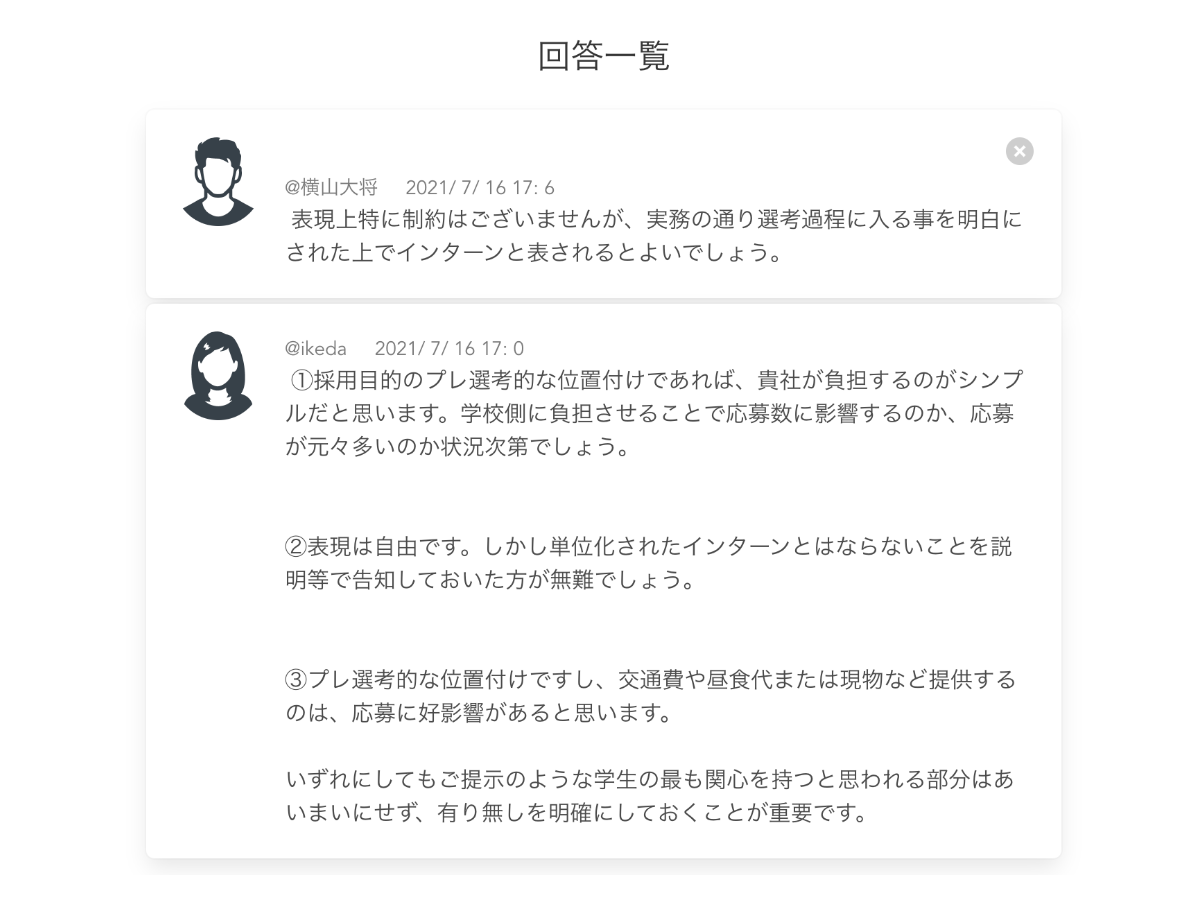 回答一覧
@横山大将 2021/ 7/ 16 17: 6
表現上特に制約はございませんが、実務の通り選考過程に入る事を明白に
された上でインターンと表されるとよいでしょう。
@ikeda 2021/ 7/ 16 17: 0
①採用目的のプレ選考的な位置付けであれば、貴社が負担するのがシンプ
ルだと思います。学校側に負担させることで応募数に影響するのか、応募
が元々多いのか状況次第でしょう。
②表現は自由です。しかし単位化されたインターンとはならないことを説
明等で告知しておいた方が無難でしょう。
③プレ選考的な位置付けですし、交通費や昼食代または現物など提供する
のは、応募に好影響があると思います。
いずれにしてもご提示のような学生の最も関心を持つと思われる部分はあ
いまいにせず、有り無しを明確にしておくことが重要です。